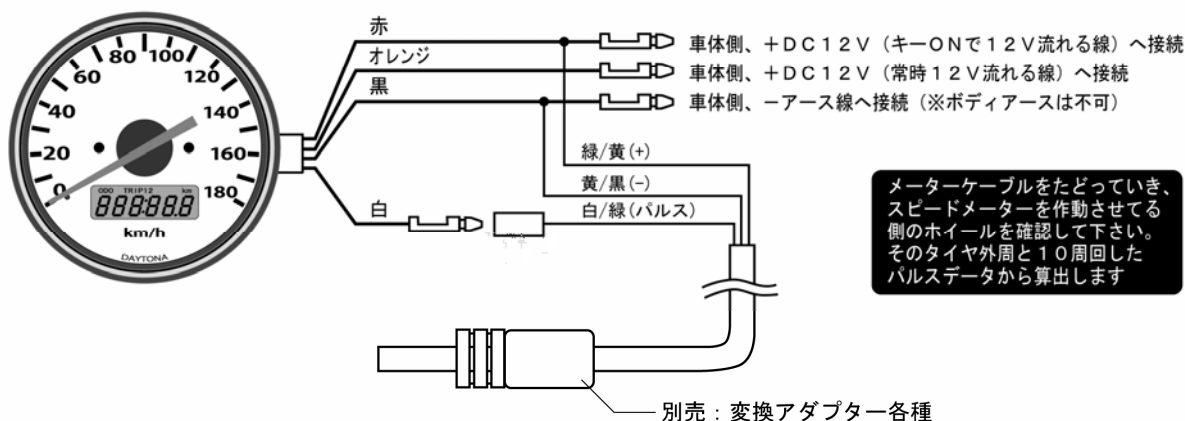 赤
車体側、+DC12V(キーONで12V流れる線)へ接続
オレンジ
車体側、+DC12V(常時12V流れる線)へ接続
黒
車体側、-アース線へ接続(※ボディアースは不可)
0
20
40
60
80
100
120
140
160
180
ODO TRIP12 km
888:88.8
km/h
DAYTONA
緑/黄(+)
黄/黒(-)
白
白/緑(パルス)
メーターケーブルをたどっていき、
スピードメーターを作動させてる
側のホイールを確認して下さい。
そのタイヤ外周と10周回した
パルスデータから算出します
別売:変換アダプター各種